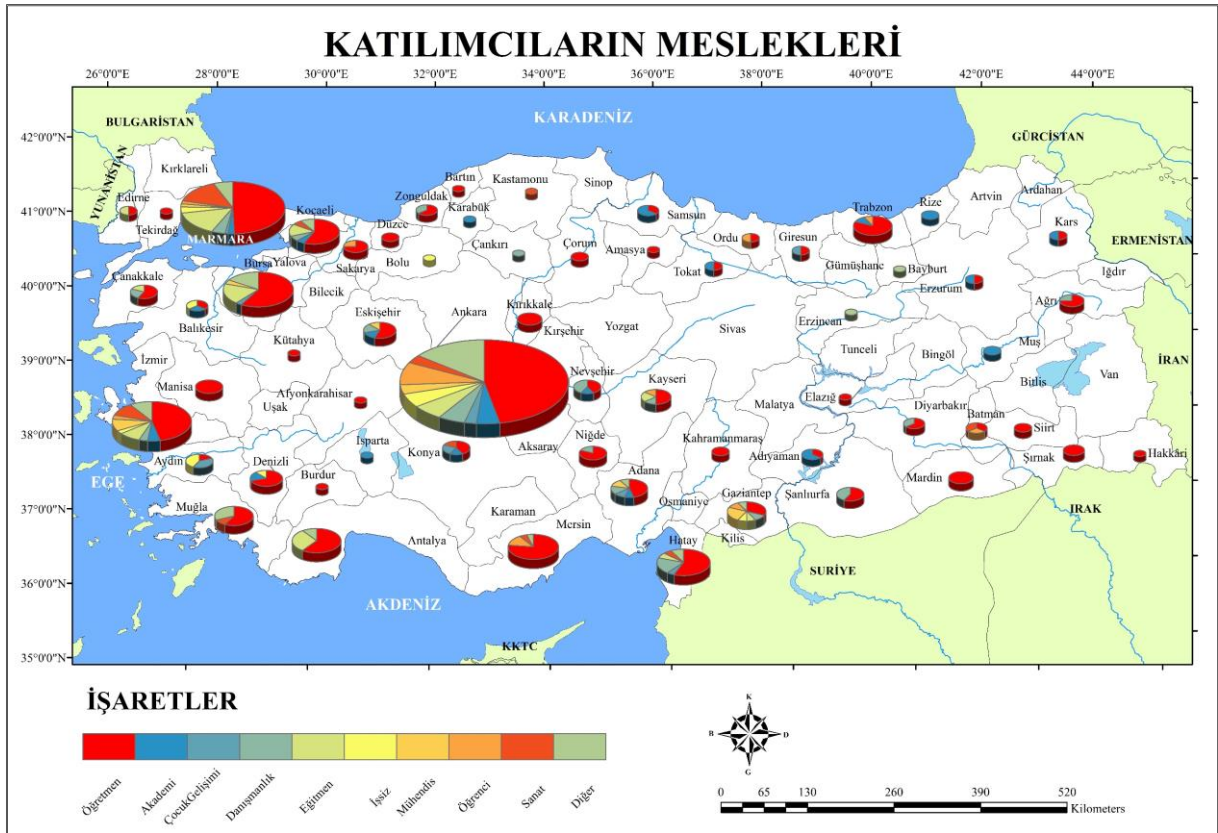 KATILIMCILARIN MESLEKLERİ
26°0'0"E 28°0'0"E 30°0'0"E 32°0'0"E 34°0'0"E 36°0'0"E 38°0'0"E 40°0'0"E 42°0'0"E 44°0'0"E
42°0'0"N
41°0'0"N
40°0'0"N
39°0'0"N
38°0'0"N
37°0'0"N
36°0'0"N
35°0'0"N
BULGARİSTAN
KARADENİZ
GÜRCİSTAN
YUNANİSTAN
Kırklareli
Edirne
Tekirdağ
MARMARA
Kocaeli
Zonguldak
Bartın
Kastamonu
Sinop
Karabük
Düzce
Samsun
Ordu
Giresun
Trabzon
Rize
Artvin
Ardahan
Kars
ERMENİSTAN
Çanakkale
Bursa
Yalova
Sakarya
Bolu
Çankırı
Çorum
Amasya
Tokat
Gümüşhane
Bayburt
Erzurum
Iğdır
Ağrı
Balıkesir
Bilecik
Eskişehir
Ankara
Kırıkkale
Kırşehir
Yozgat
Sivas
Erzincan
Tunceli
Bingöl
Muş
İRAN
Kütahya
İzmir
Manisa
Afyonkarahisar
Uşak
Nevşehir
Kayseri
Malatya
Elazığ
Diyarbakır
Batman
Bitlis
Van
Siirt
Aydın
Denizli
Isparta
Burdur
Konya
Aksaray
Niğde
Kahramanmaraş
Adıyaman
Şırnak
Hakkâri
EGE
Muğla
Antalya
Karaman
Mersin
Adana
Osmaniye
Gaziantep
Kilis
Şanlıurfa
Mardin
IRAK
Hatay
SURİYE
AKDENİZ
KKTC
İŞARETLER
Öğretmen
Akademi
ÇocukGelişimi
Danışmanlık
Eğitmen
İşsiz
Mühendis
Öğrenci
Sanat
Diğer
K
B D
G
0 65 130 260 390 520
Kilometers